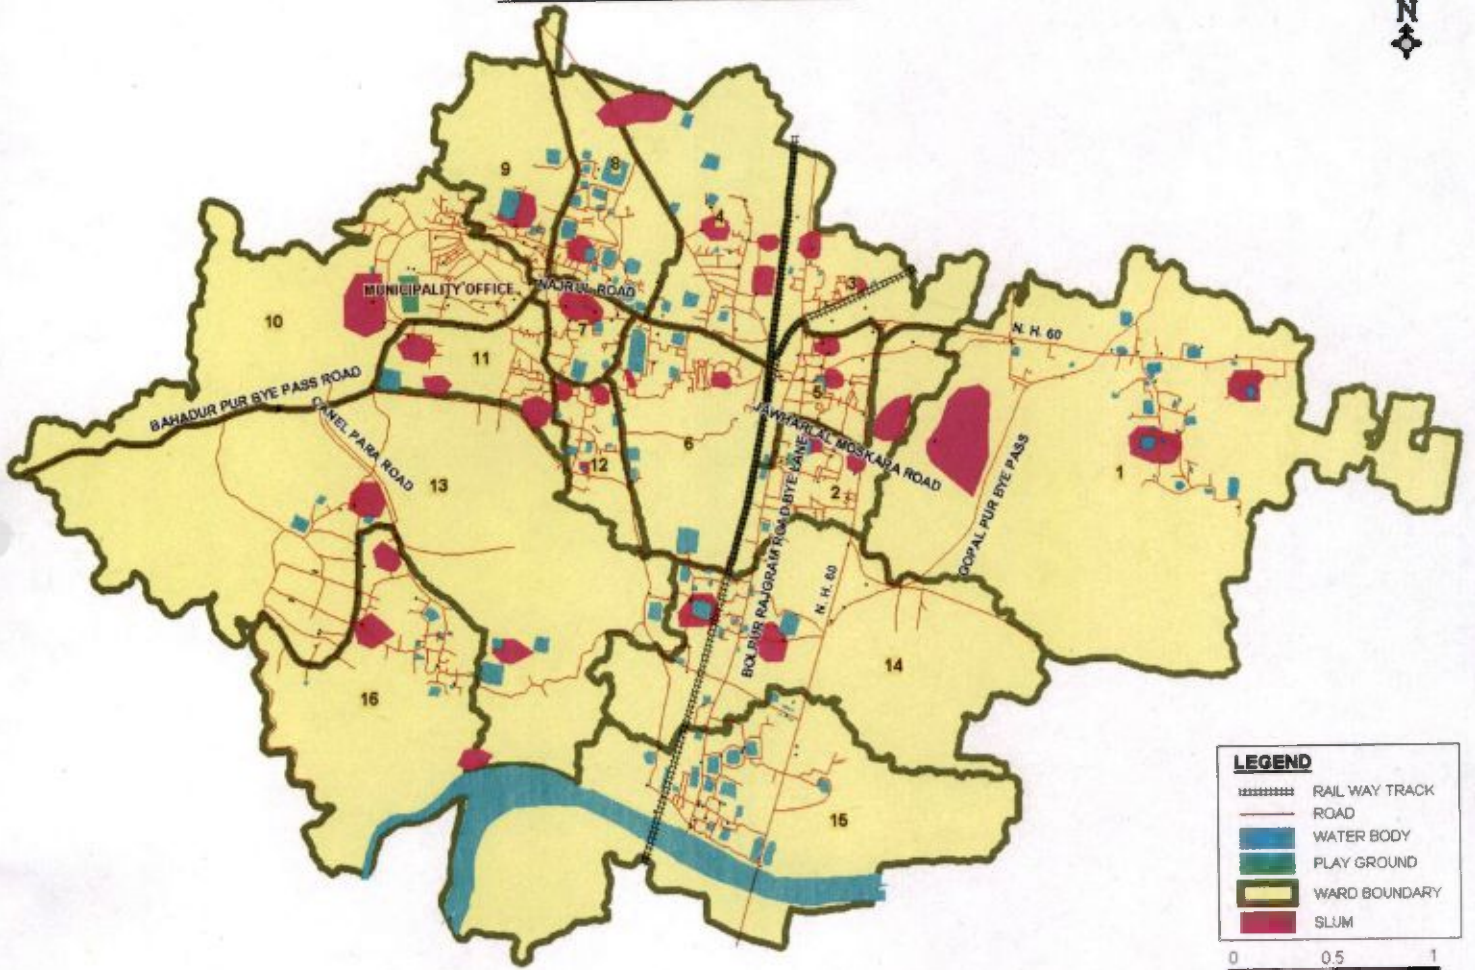 N
9
8
4
3
MUNICIPALITY OFFICE
NAJRUL ROAD
10
7
11
N. H. 60
BAHADUR PUR BYE PASS ROAD
CANEL PARA ROAD
5
JAWHARLAL MOSKARA ROAD
6
12
13
2
1
GOPAL PUR BYE PASS
BOLPUR RAJGRAM ROAD BYE LANE
N. H. 60
14
16
15
LEGEND
RAIL WAY TRACK
ROAD
WATER BODY
PLAY GROUND
WARD BOUNDARY
SLUM
0 0.5 1